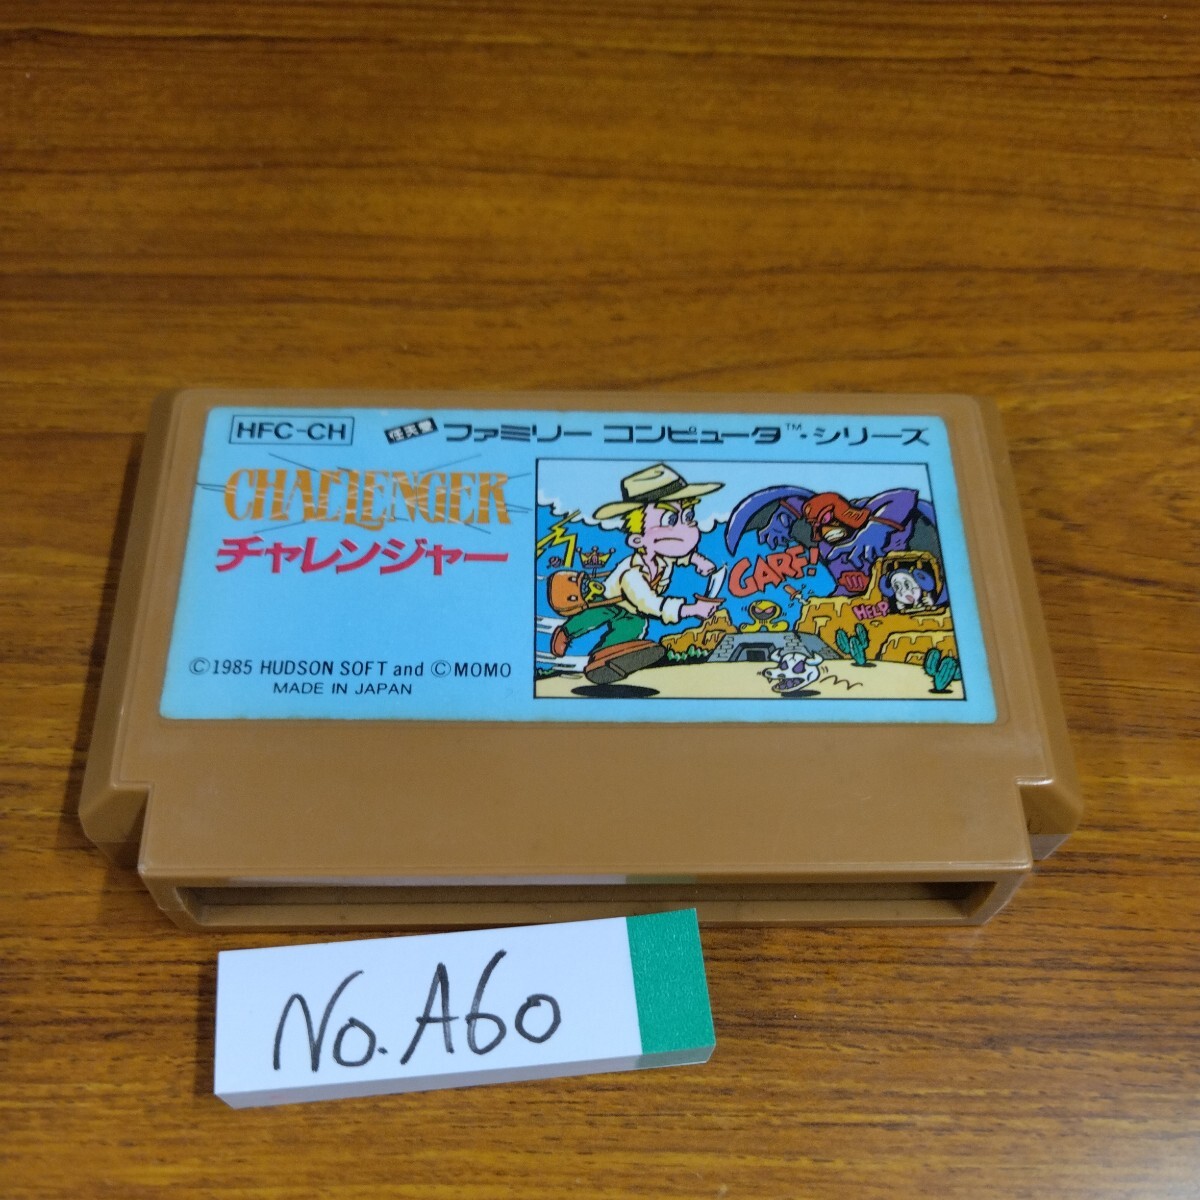 HFC-CH
任天堂 ファミリー コンピュータ™・シリーズ
CHALLENGER
チャレンジャー
GARF!
HELP
©1985 HUDSON SOFT and ©MOMO
MADE IN JAPAN
No. A60